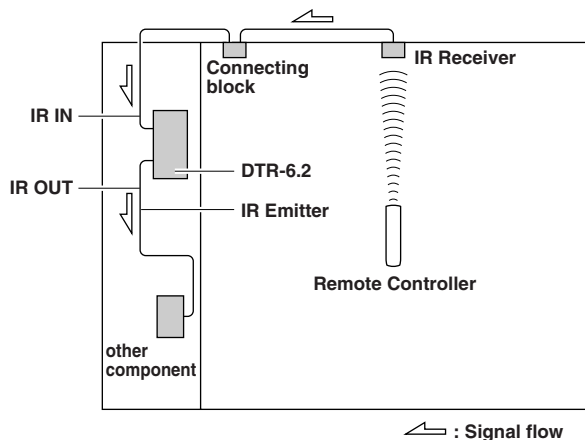 Connecting
block
IR Receiver
IR IN
DTR-6.2
IR OUT
IR Emitter
Remote Controller
other
component
: Signal flow